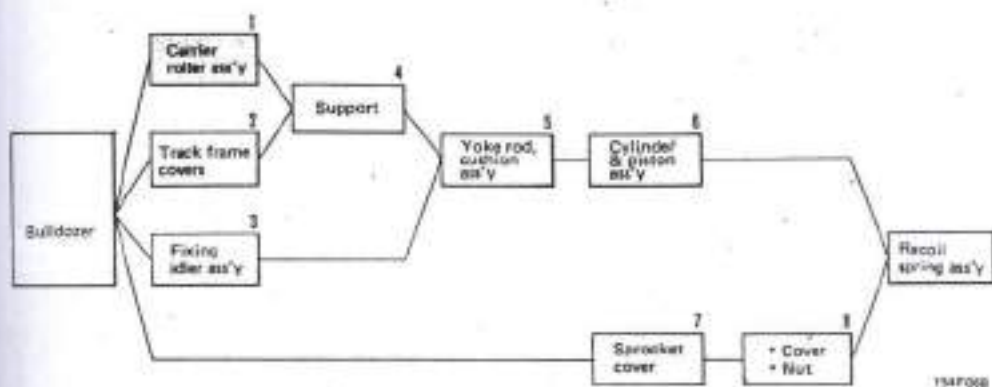 Bulldozer
1
Carrier
roller ass'y
2
Track frame
covers
3
Fixing
idler ass'y
4
Support
5
Yoke rod,
cushion
ass'y
6
Cylinder
& piston
ass'y
7
Sprocket
cover
8
• Cover
• Nut
Recoil
spring ass'y
154F068